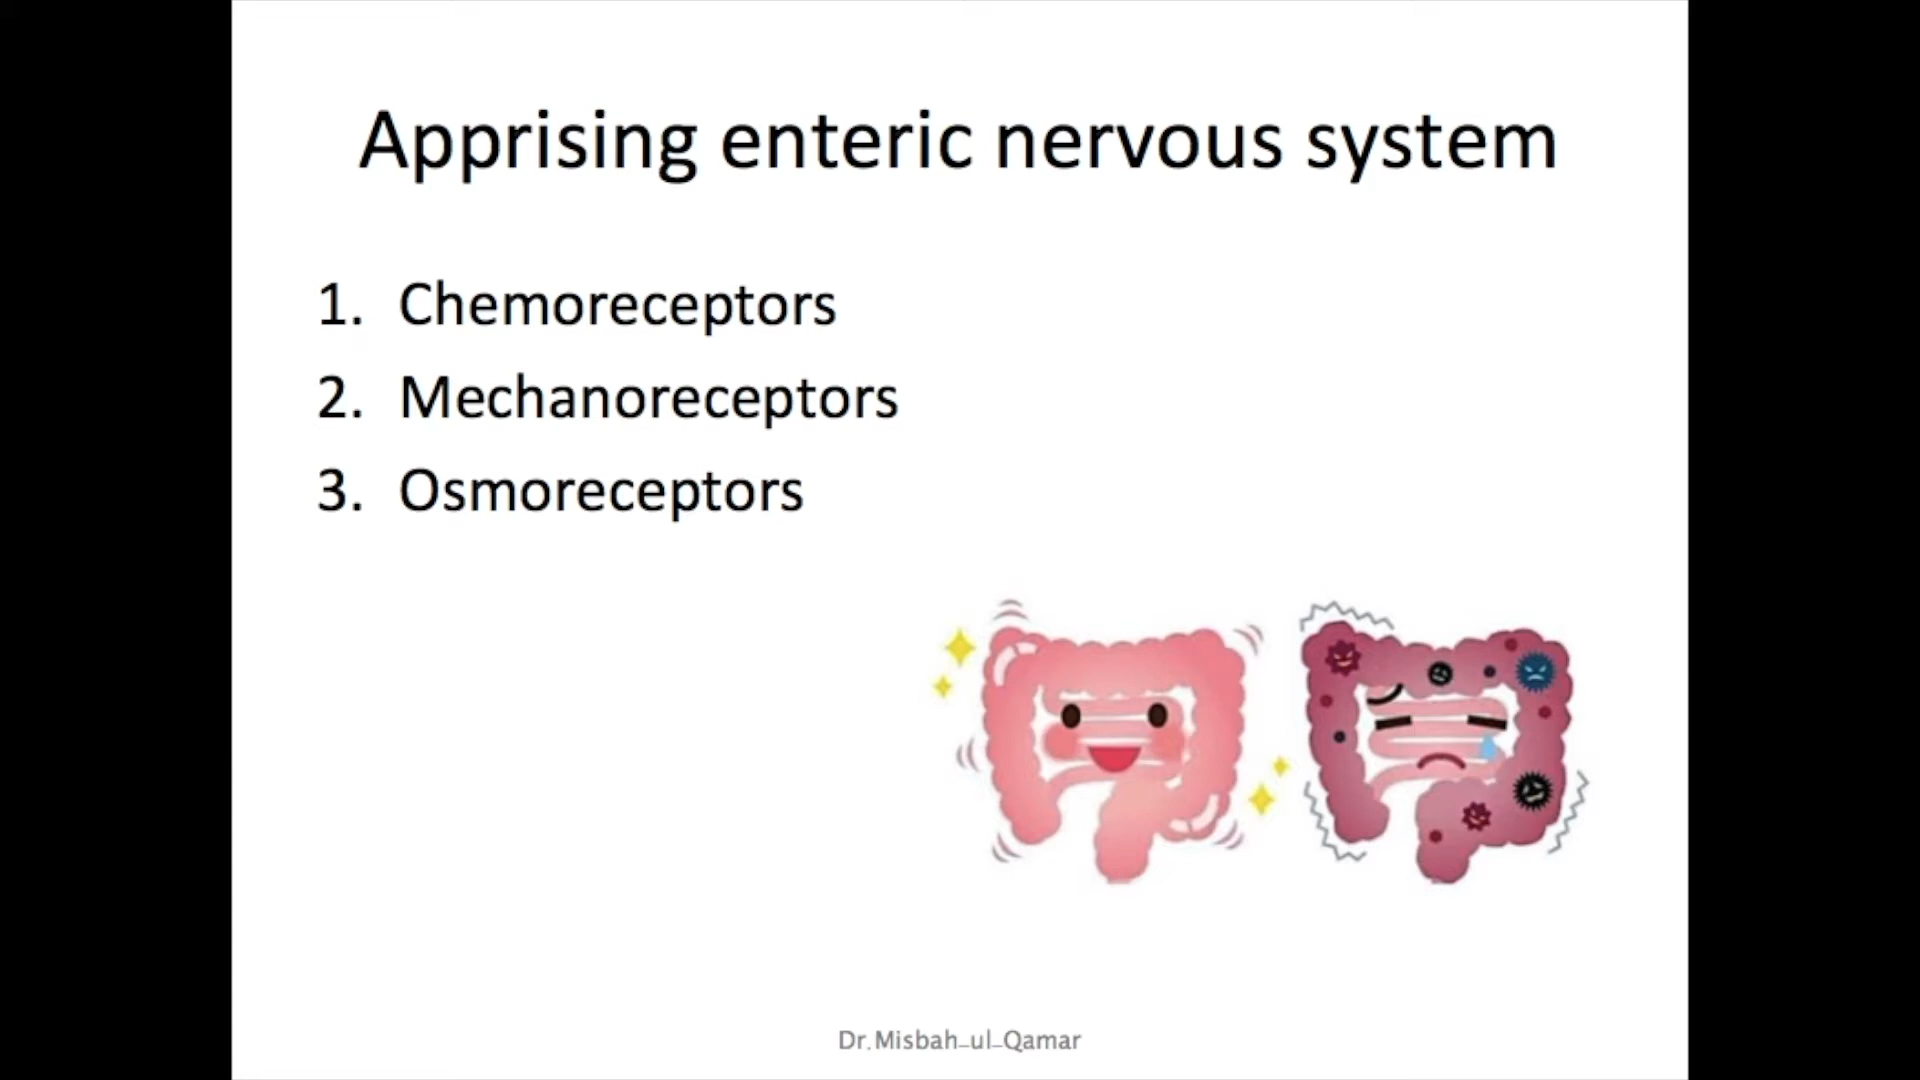 Apprising enteric nervous system
1. Chemoreceptors
2. Mechanoreceptors
3. Osmoreceptors
Dr.Misbah_ul_Qamar